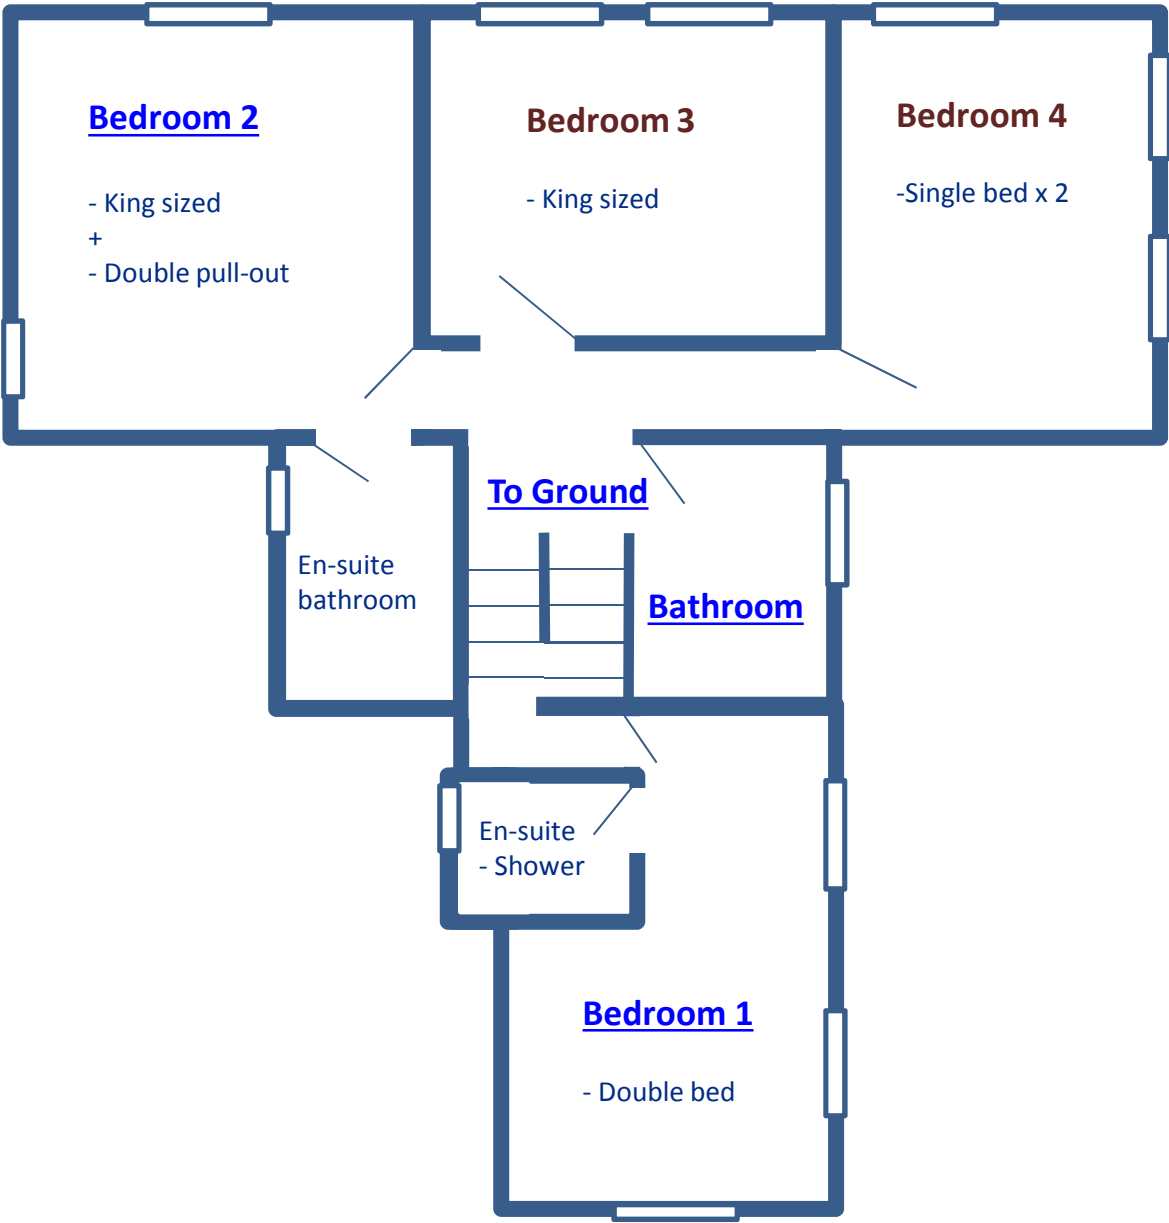 Bedroom 2
- King sized
+
- Double pull-out
Bedroom 3
- King sized
Bedroom 4
-Single bed x 2
To Ground
En-suite
bathroom
Bathroom
En-suite
- Shower
Bedroom 1
- Double bed